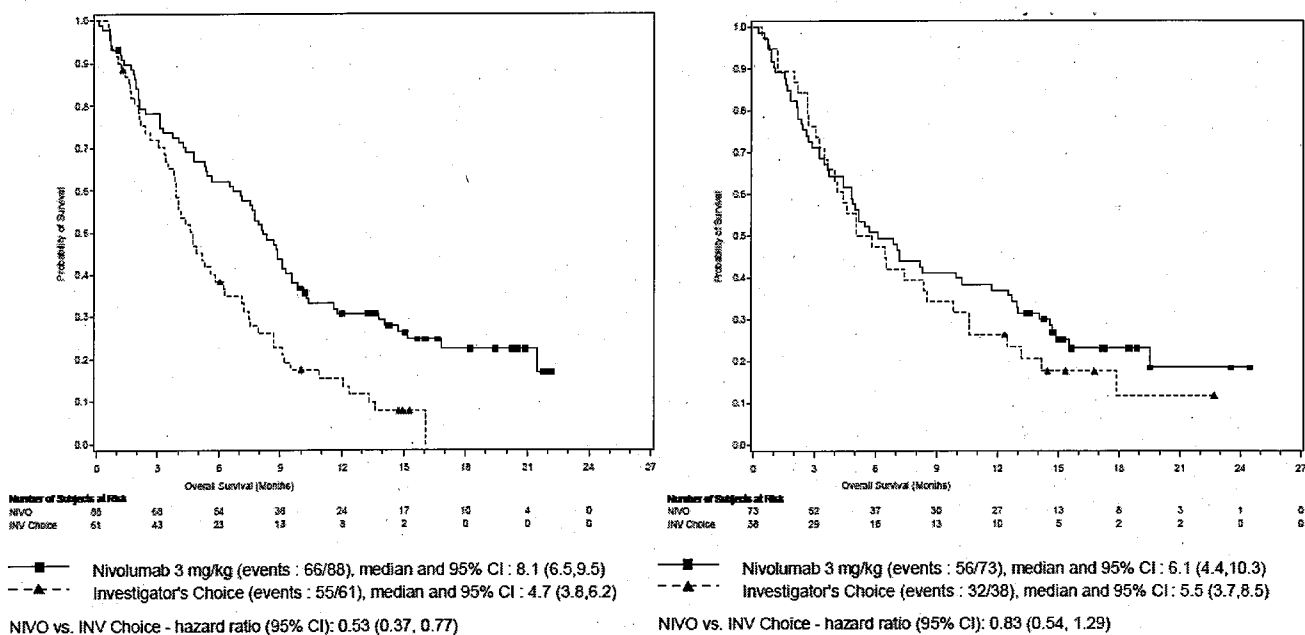 1.0
0.9
0.8
0.7
0.6
0.5
0.4
0.3
0.2
0.1
0.0
Probability of Survival
0 3 6 9 12 15 18 21 24 27
Overall Survival (Months)
Number of Subjects at Risk
NIVO 88 68 54 36 24 17 10 4 0
INV Choice 61 43 23 13 8 2 0 0 0
Nivolumab 3 mg/kg (events : 66/88), median and 95% CI : 8.1 (6.5,9.5)
Investigator's Choice (events : 55/61), median and 95% CI : 4.7 (3.8,6.2)
NIVO vs. INV Choice - hazard ratio (95% CI): 0.53 (0.37, 0.77)
1.0
0.9
0.8
0.7
0.6
0.5
0.4
0.3
0.2
0.1
0.0
Probability of Survival
0 3 6 9 12 15 18 21 24 27
Overall Survival (Months)
Number of Subjects at Risk
NIVO 73 52 37 30 27 13 8 3 1 0
INV Choice 38 29 18 13 10 5 2 2 0 0
Nivolumab 3 mg/kg (events : 56/73), median and 95% CI : 6.1 (4.4,10.3)
Investigator's Choice (events : 32/38), median and 95% CI : 5.5 (3.7,8.5)
NIVO vs. INV Choice - hazard ratio (95% CI): 0.83 (0.54, 1.29)